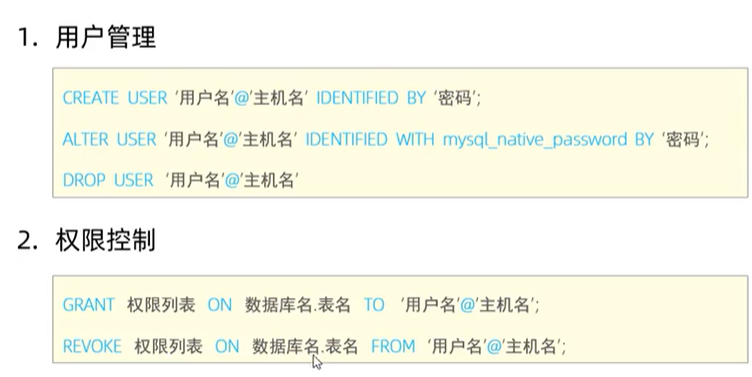 1. 用户管理
CREATE USER '用户名'@'主机名' IDENTIFIED BY '密码';
ALTER USER '用户名'@'主机名' IDENTIFIED WITH mysql_native_password BY '密码';
DROP USER '用户名'@'主机名'
2. 权限控制
GRANT 权限列表 ON 数据库名.表名 TO '用户名'@'主机名';
REVOKE 权限列表 ON 数据库名.表名 FROM '用户名'@'主机名';